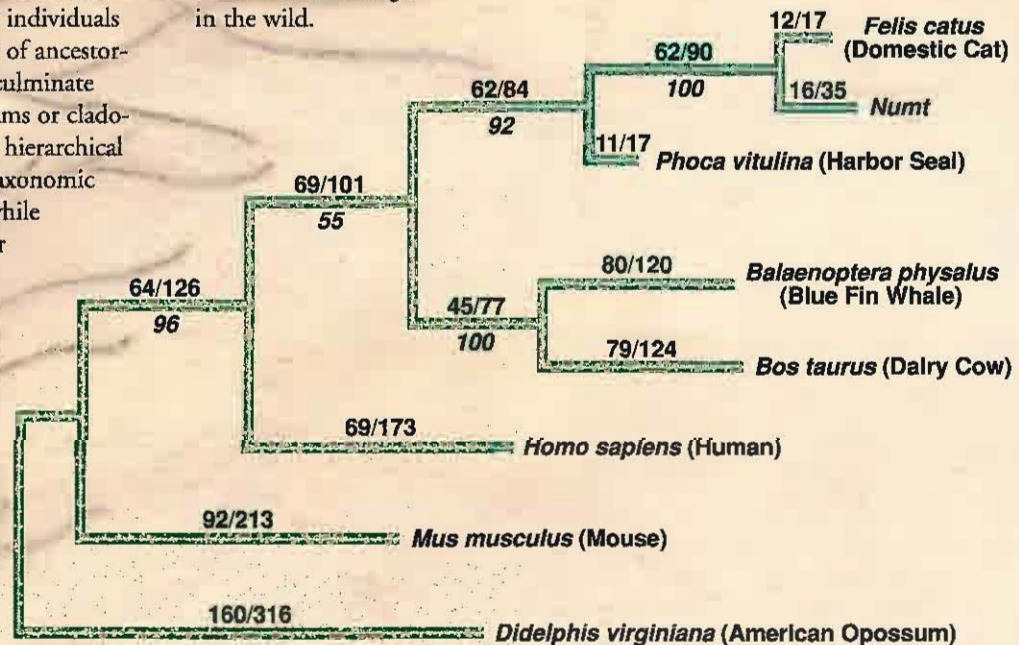 individuals
of ancestor-
culminate
ms or clado-
hierarchical
axonomic
hile
r
in the wild.
12/17
Felis catus
(Domestic Cat)
62/90
100
16/35
Numt
62/84
92
11/17
Phoca vitulina (Harbor Seal)
69/101
55
80/120
Balaenoptera physalus
(Blue Fin Whale)
64/126
96
45/77
100
79/124
Bos taurus (Dairy Cow)
69/173
Homo sapiens (Human)
92/213
Mus musculus (Mouse)
160/316
Didelphis virginiana (American Opossum)